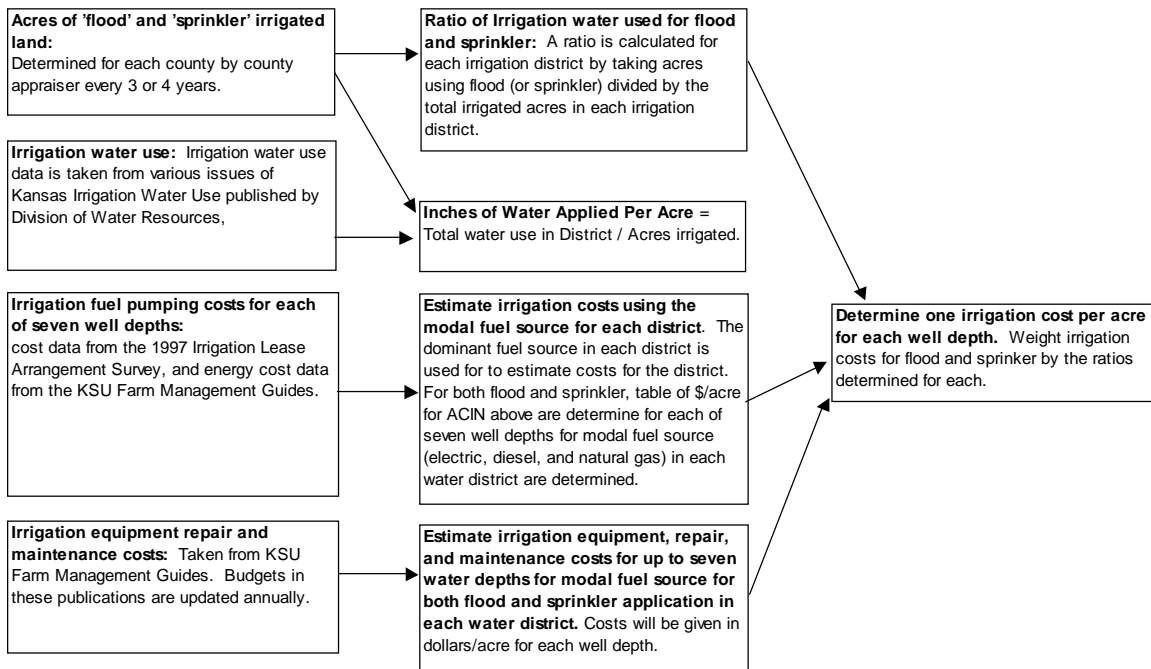 Acres of 'flood' and 'sprinkler' irrigated
land:
Determined for each county by county
appraiser every 3 or 4 years.
Irrigation water use: Irrigation water use
data is taken from various issues of
Kansas Irrigation Water Use published by
Division of Water Resources,
Irrigation fuel pumping costs for each
of seven well depths:
cost data from the 1997 Irrigation Lease
Arrangement Survey, and energy cost data
from the KSU Farm Management Guides.
Irrigation equipment repair and
maintenance costs: Taken from KSU
Farm Management Guides. Budgets in
these publications are updated annually.
Ratio of Irrigation water used for flood
and sprinkler: A ratio is calculated for
each irrigation district by taking acres
using flood (or sprinkler) divided by the
total irrigated acres in each irrigation
district.
Inches of Water Applied Per Acre =
Total water use in District / Acres irrigated.
Estimate irrigation costs using the
modal fuel source for each district. The
dominant fuel source in each district is
used for to estimate costs for the district.
For both flood and sprinkler, table of $/acre
for ACIN above are determine for each of
seven well depths for modal fuel source
(electric, diesel, and natural gas) in each
water district are determined.
Estimate irrigation equipment, repair,
and maintenance costs for up to seven
water depths for modal fuel source for
both flood and sprinkler application in
each water district. Costs will be given in
dollars/acre for each well depth.
Determine one irrigation cost per acre
for each well depth. Weight irrigation
costs for flood and sprinker by the ratios
determined for each.